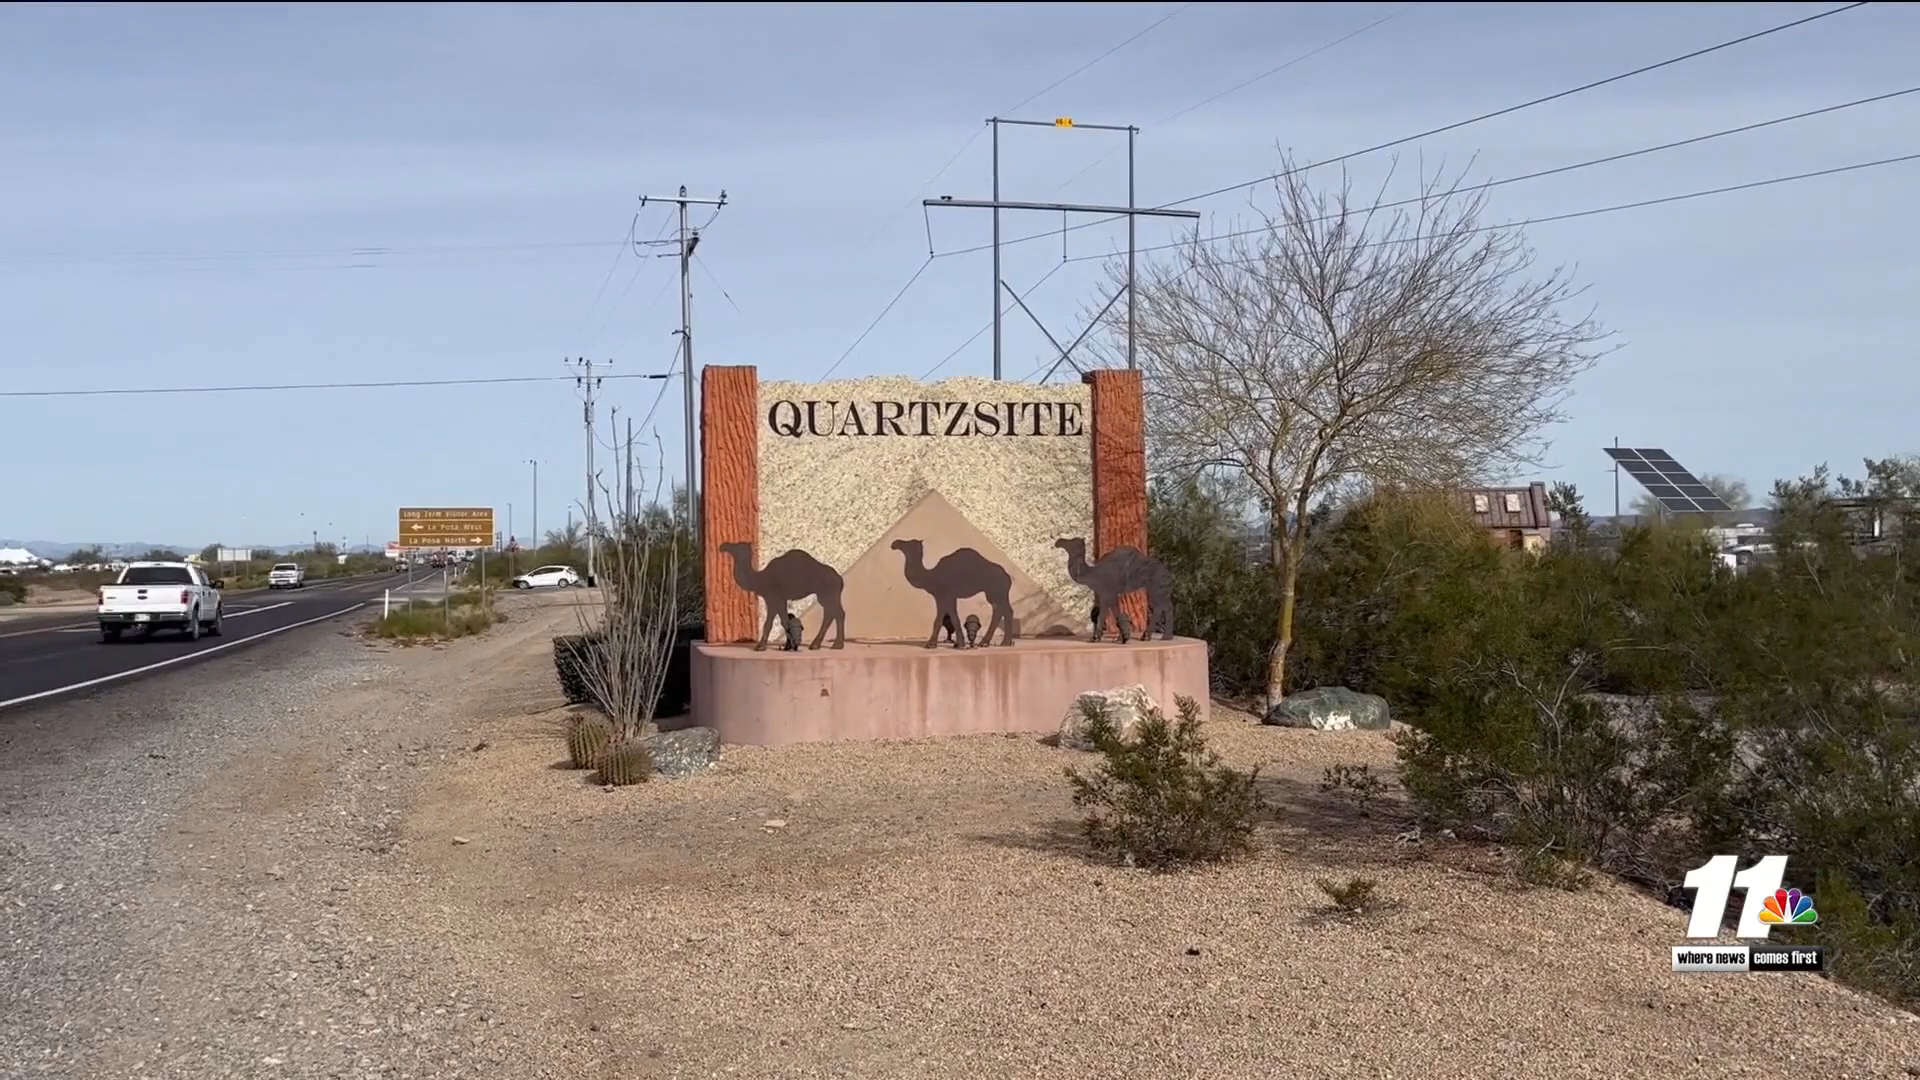 QUARTZSITE
Long Term Visitor Area
← La Posa West
La Posa North →
11
where news comes first